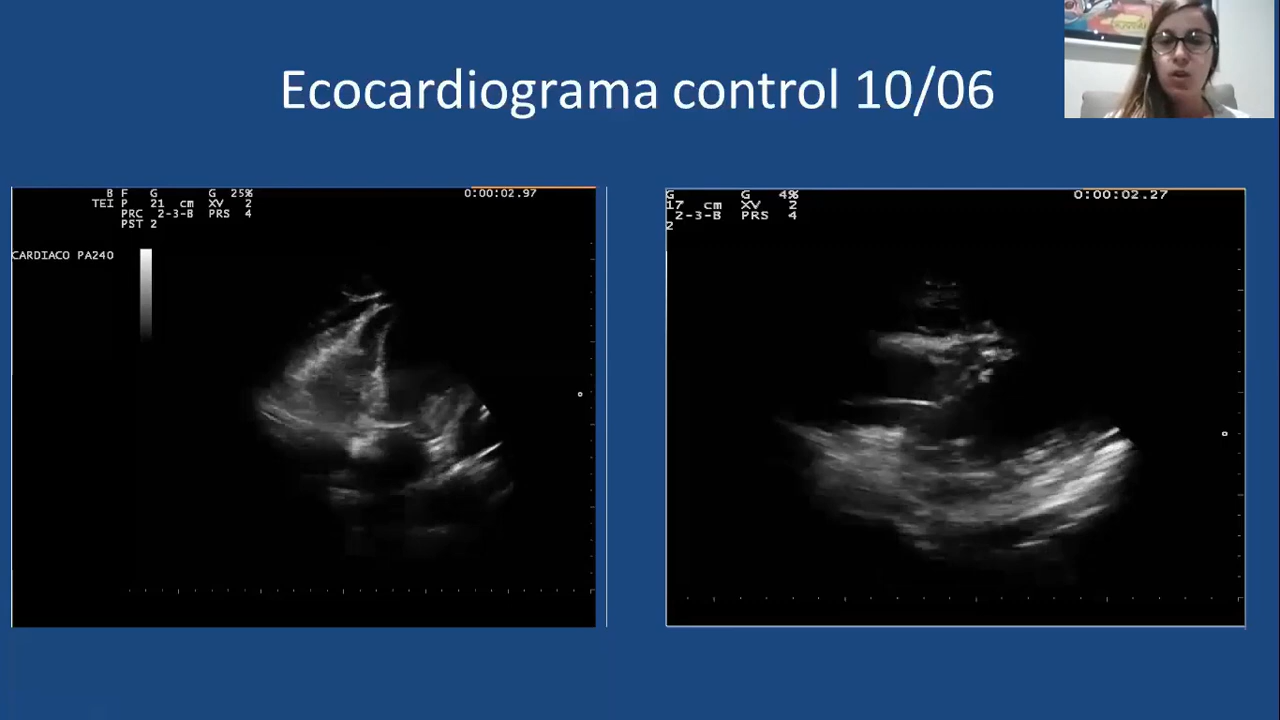 Ecocardiograma control 10/06
B F G G 25%
TEI P 21 cm XV 2
PRC 2-3-B PRS 4
PST 2
0:00:02.97
CARDIACO PA240
G G 4%
17 cm XV 2
2-3-B PRS 4
2
0:00:02.27